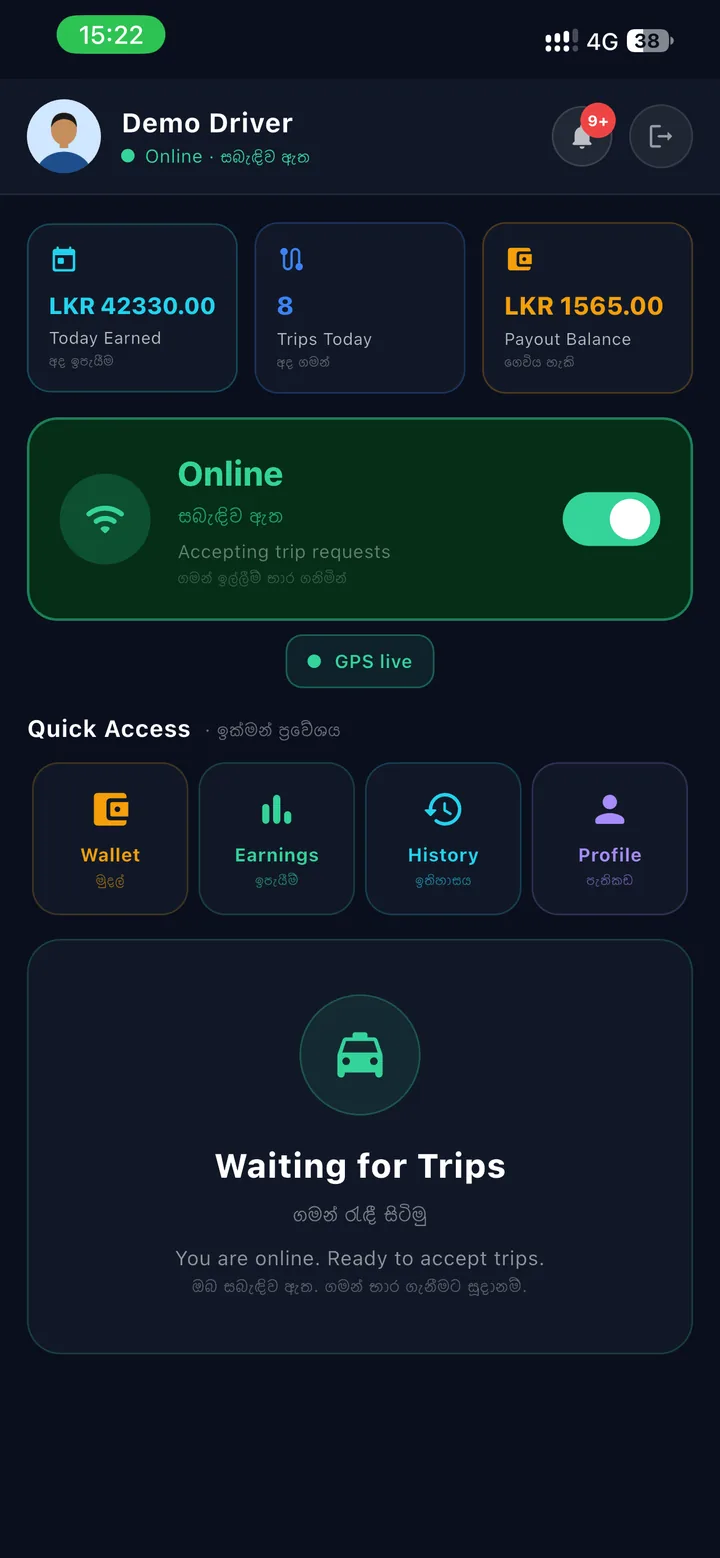 15:22
4G 38
Demo Driver
9+
Online · සබැඳිව ඇත
LKR 42330.00
Today Earned
අද ඉපැයීම
8
Trips Today
අද ගමන්
LKR 1565.00
Payout Balance
ගෙවිය හැකි
Online
සබැඳිව ඇත
Accepting trip requests
ගමන් ඉල්ලීම් භාර ගනිමින්
GPS live
Quick Access · ඉක්මන් ප්‍රවේශය
Wallet
මුදල්
Earnings
ඉපැයීම්
History
ඉතිහාසය
Profile
පැතිකඩ
Waiting for Trips
ගමන් රැඳී සිටිමු
You are online. Ready to accept trips.
ඔබ සබැඳිව ඇත. ගමන් භාර ගැනීමට සූදානම්.